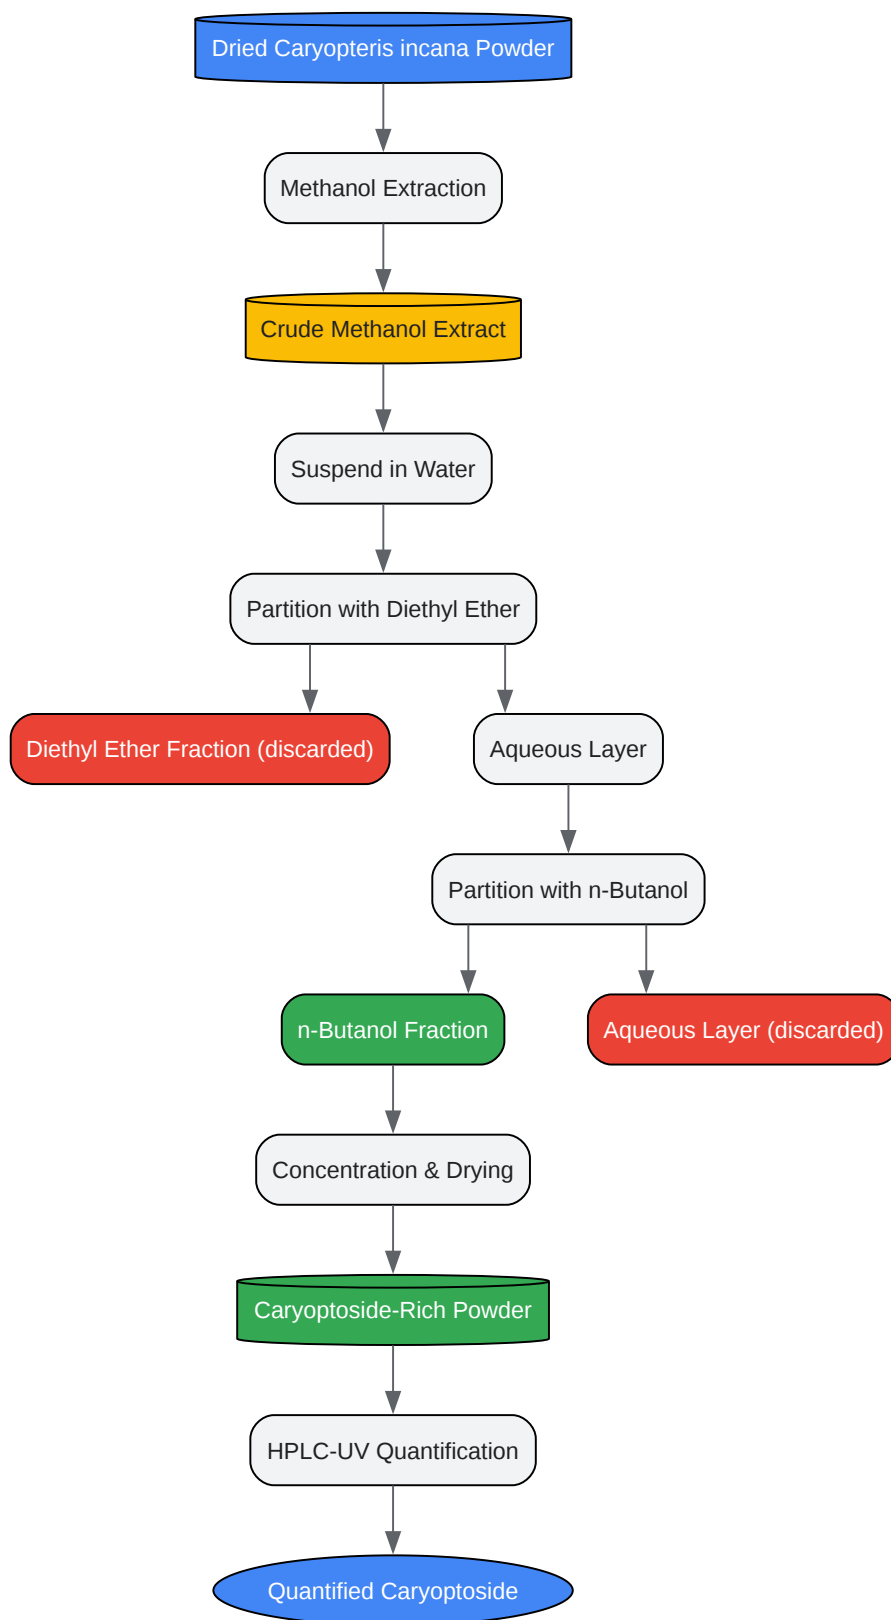 Dried Caryopteris incana Powder
Methanol Extraction
Crude Methanol Extract
Suspend in Water
Partition with Diethyl Ether
Diethyl Ether Fraction (discarded)
Aqueous Layer
Partition with n-Butanol
n-Butanol Fraction
Aqueous Layer (discarded)
Concentration & Drying
Caryoptoside-Rich Powder
HPLC-UV Quantification
Quantified Caryoptoside